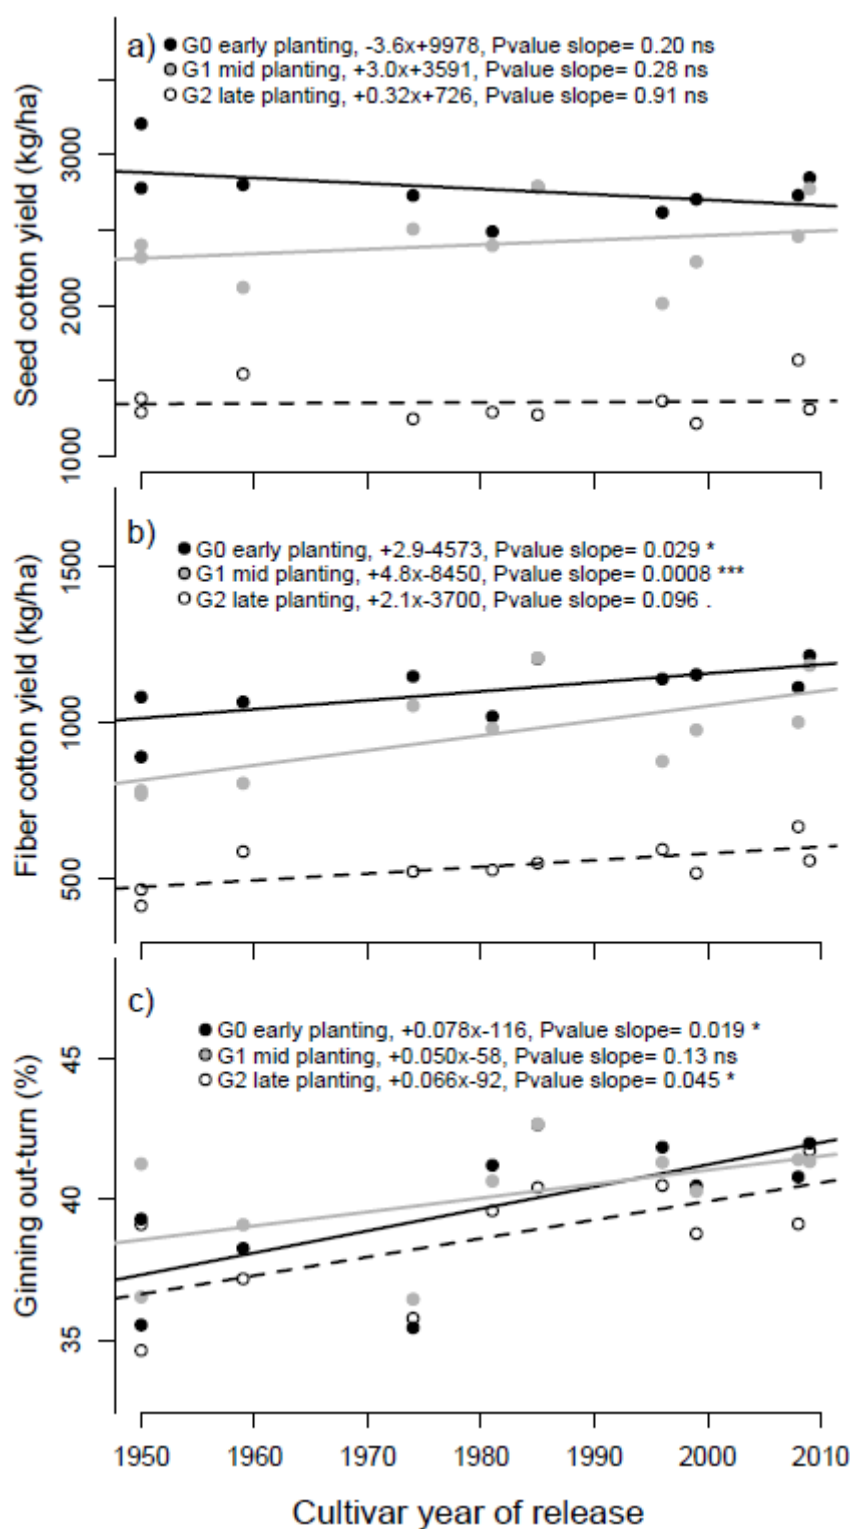 a) G0 early planting, -3.6x+9978, Pvalue slope= 0.20 ns
G1 mid planting, +3.0x+3591, Pvalue slope= 0.28 ns
G2 late planting, +0.32x+726, Pvalue slope= 0.91 ns
Seed cotton yield (kg/ha)
3000
2000
1000
b)
G0 early planting, +2.9-4573, Pvalue slope= 0.029 *
G1 mid planting, +4.8x-8450, Pvalue slope= 0.0008 ***
G2 late planting, +2.1x-3700, Pvalue slope= 0.096 .
Fiber cotton yield (kg/ha)
1500
1000
500
c)
G0 early planting, +0.078x-116, Pvalue slope= 0.019 *
G1 mid planting, +0.050x-58, Pvalue slope= 0.13 ns
G2 late planting, +0.066x-92, Pvalue slope= 0.045 *
Ginning out-turn (%)
45
40
35
1950 1960 1970 1980 1990 2000 2010
Cultivar year of release